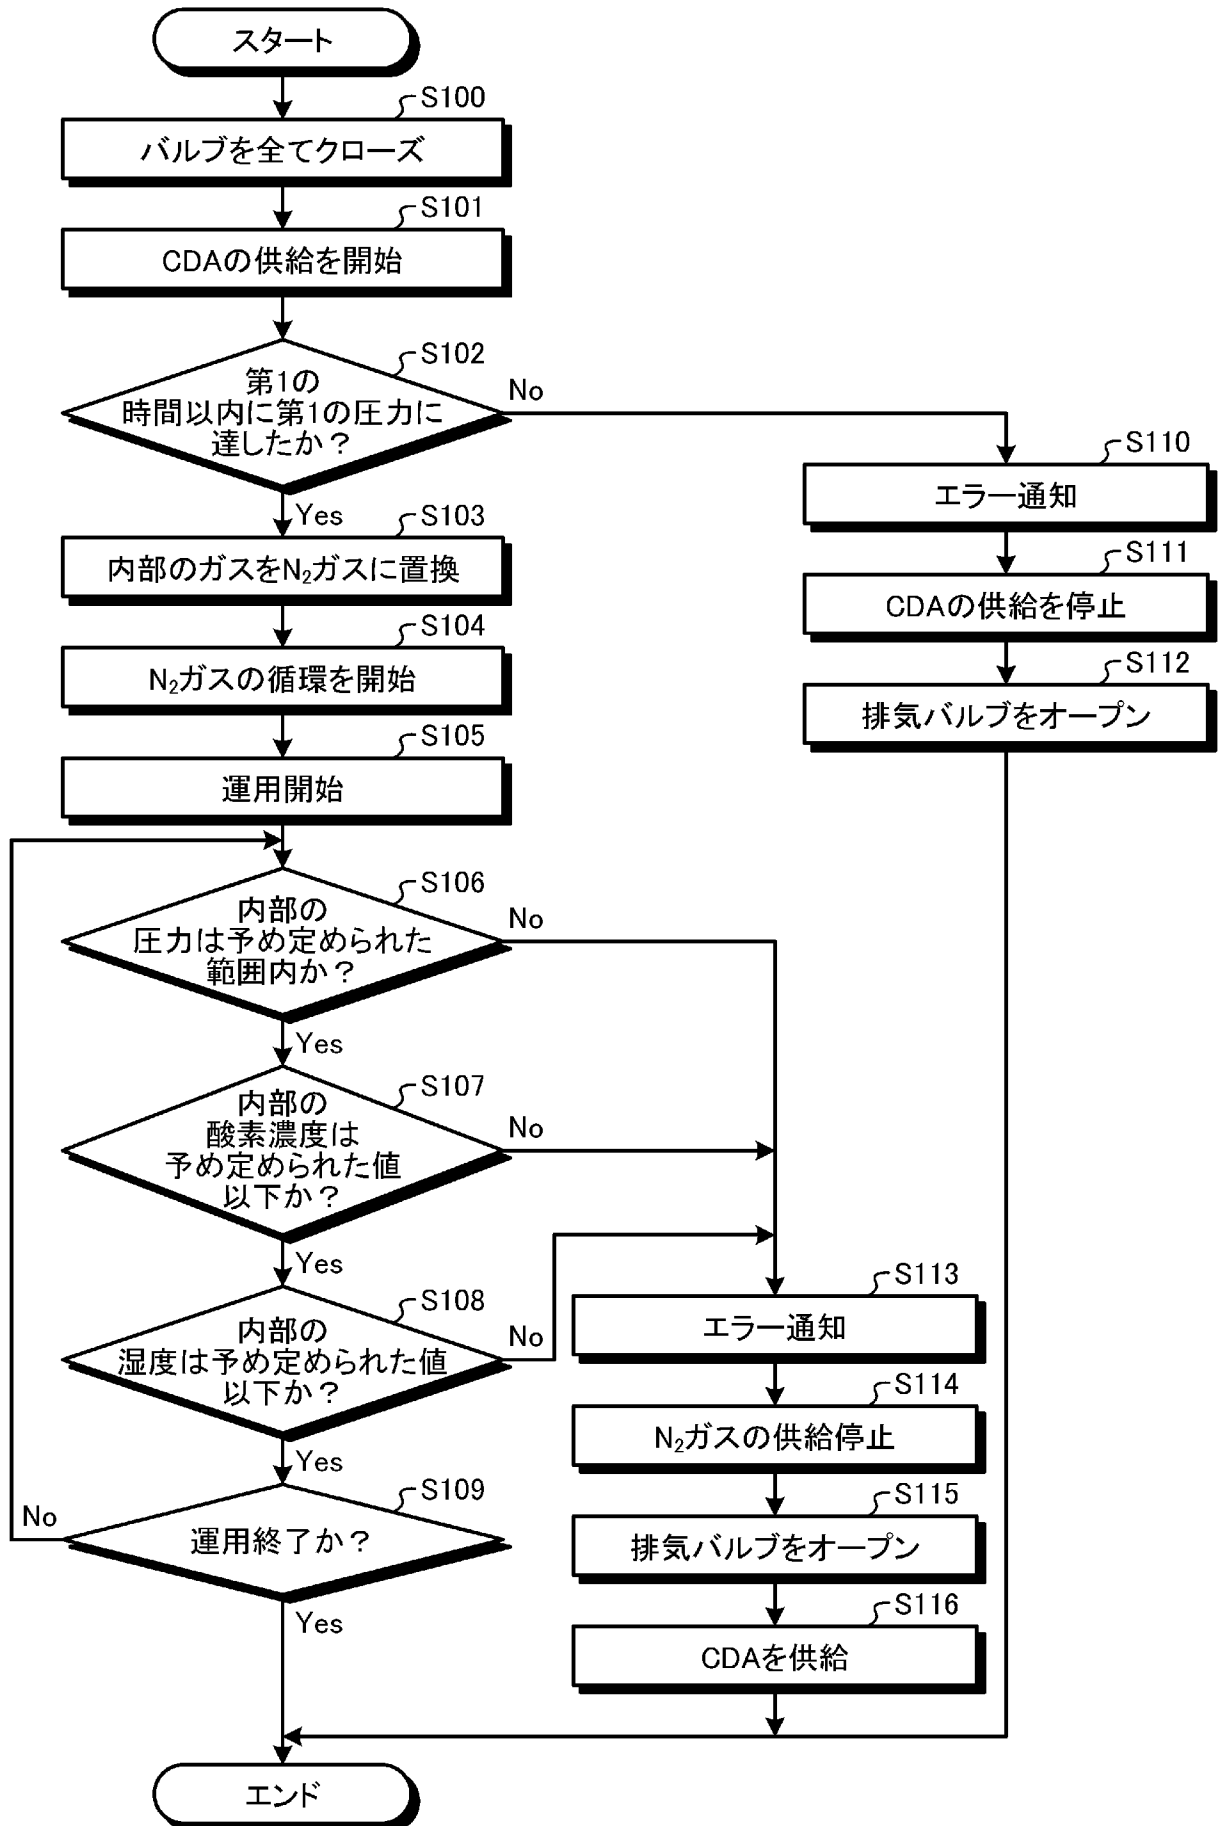 スタート
S100
バルブを全てクローズ
S101
CDAの供給を開始
S102
第1の
時間以内に第1の圧力に
達したか?
No
Yes
S103
内部のガスをN₂ガスに置換
S104
N₂ガスの循環を開始
S105
運用開始
S106
内部の
圧力は予め定められた
範囲内か?
No
Yes
S107
内部の
酸素濃度は
予め定められた値
以下か?
No
Yes
S108
内部の
湿度は予め定められた値
以下か?
No
Yes
S109
運用終了か?
No
Yes
S110
エラー通知
S111
CDAの供給を停止
S112
排気バルブをオープン
S113
エラー通知
S114
N₂ガスの供給停止
S115
排気バルブをオープン
S116
CDAを供給
エンド